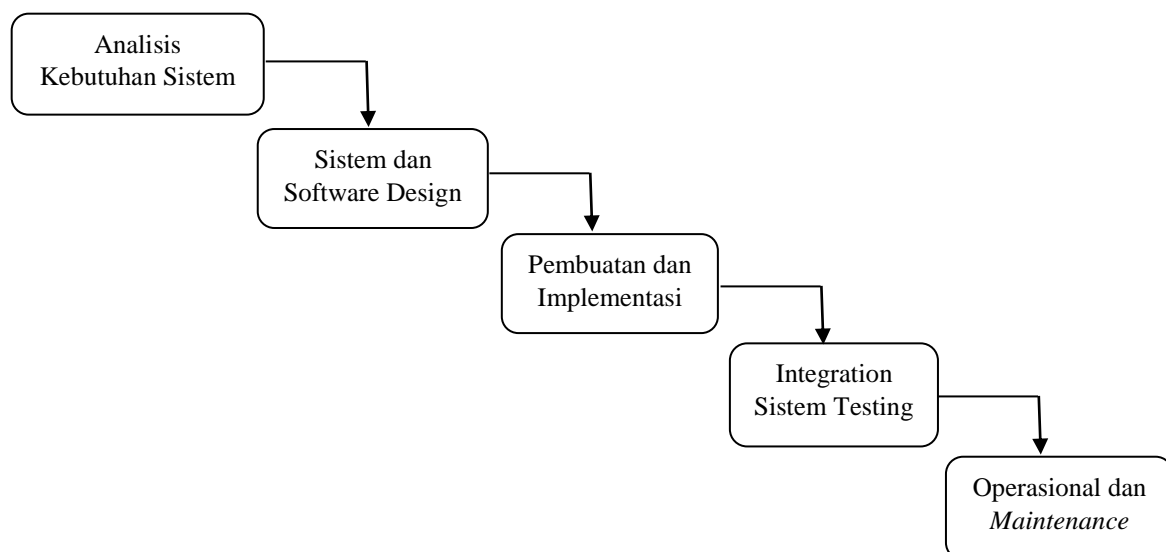 Analisis
Kebutuhan Sistem
Sistem dan
Software Design
Pembuatan dan
Implementasi
Integration
Sistem Testing
Operasional dan
Maintenance